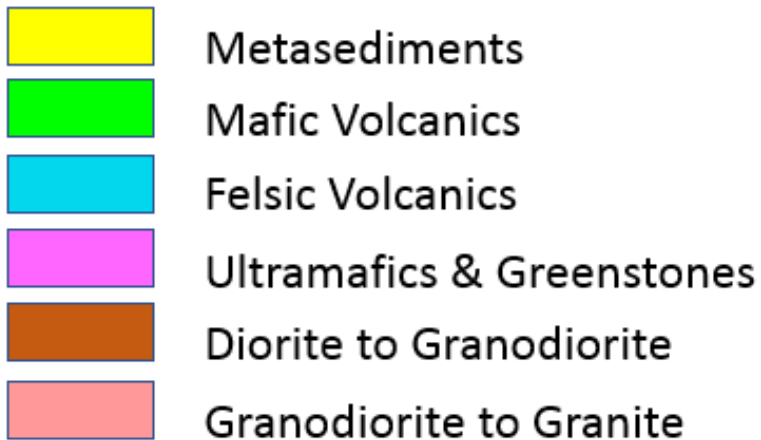 Metasediments
Mafic Volcanics
Felsic Volcanics
Ultramafics & Greenstones
Diorite to Granodiorite
Granodiorite to Granite